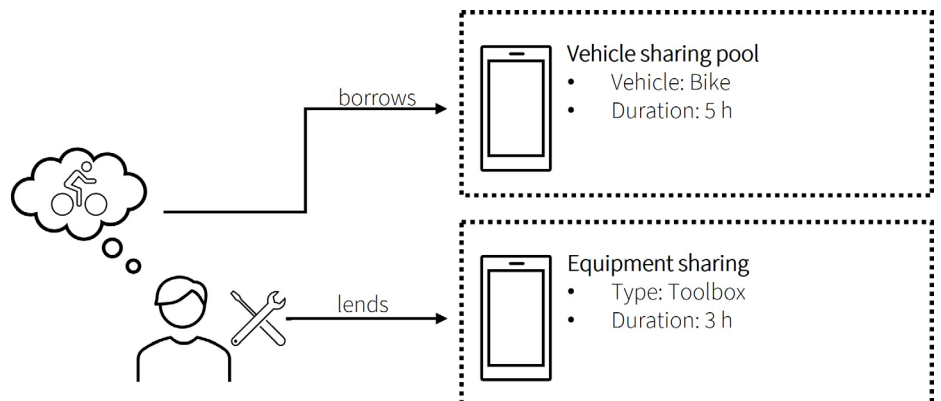 Vehicle sharing pool
• Vehicle: Bike
• Duration: 5 h
borrows
Equipment sharing
• Type: Toolbox
• Duration: 3 h
lends